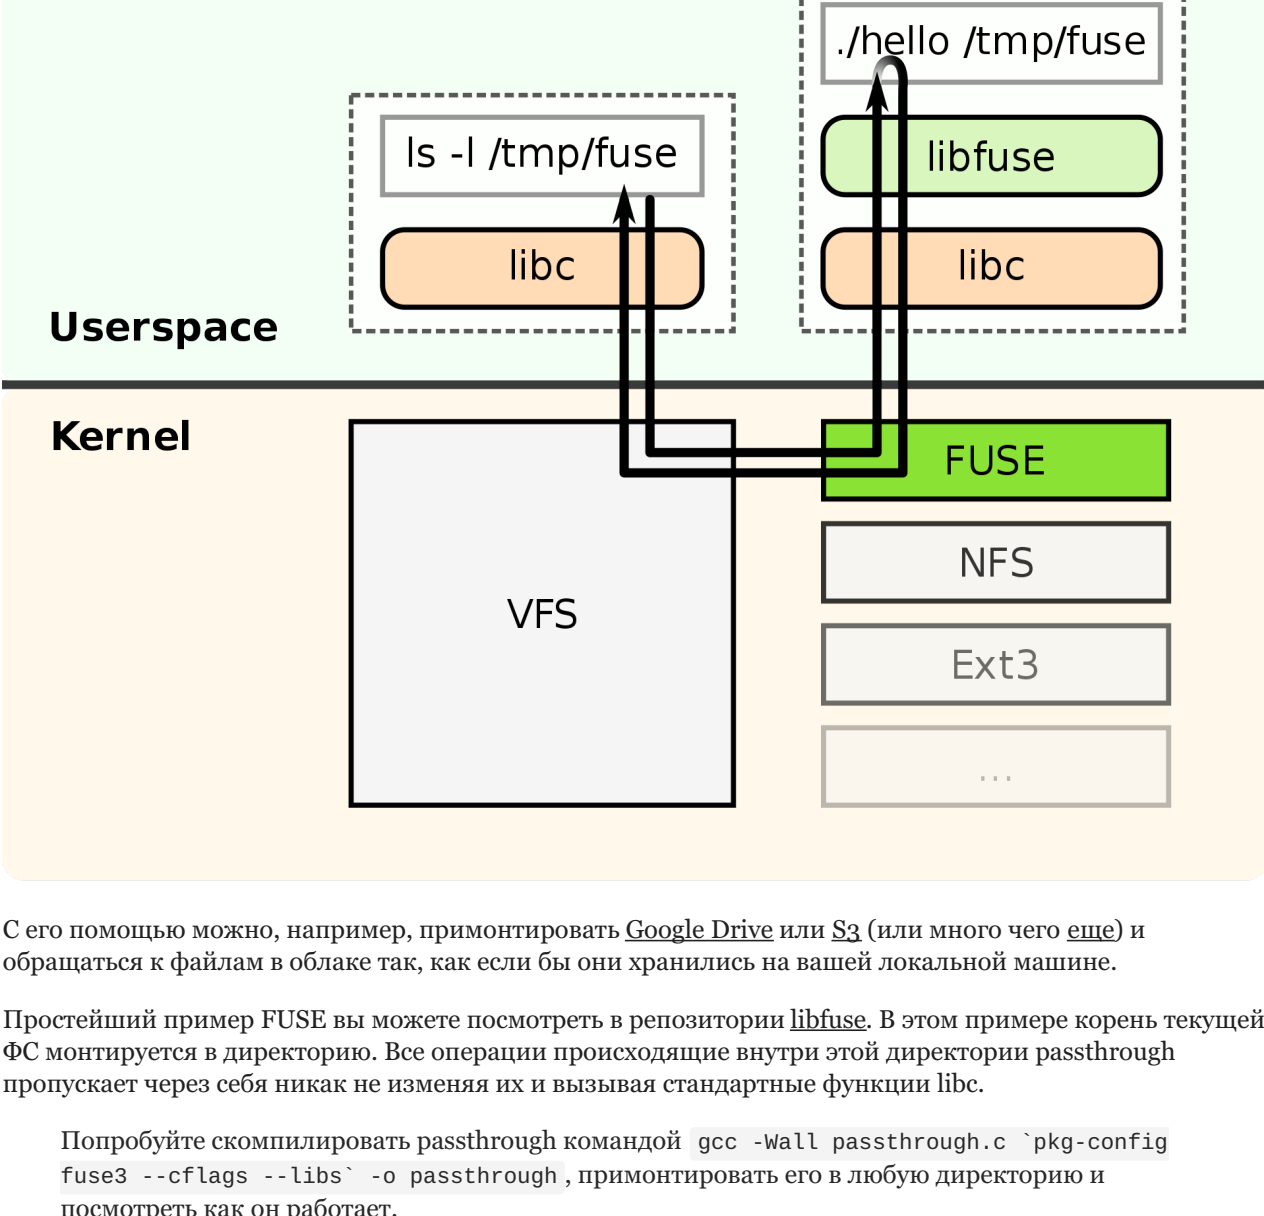 ./hello /tmp/fuse
ls -l /tmp/fuse
libfuse
libc
libc
Userspace
Kernel
FUSE
NFS
VFS
Ext3
...
С его помощью можно, например, примонтировать Google Drive или S3 (или много чего еще) и
обращаться к файлам в облаке так, как если бы они хранились на вашей локальной машине.
Простейший пример FUSE вы можете посмотреть в репозитории libfuse. В этом примере корень текущей
ФС монтируется в директорию. Все операции происходящие внутри этой директории passthrough
пропускает через себя никак не изменяя их и вызывая стандартные функции libc.
Попробуйте скомпилировать passthrough командой gcc -Wall passthrough.c `pkg-config
fuse3 --cflags --libs` -o passthrough, примонтировать его в любую директорию и
посмотреть как он работает.